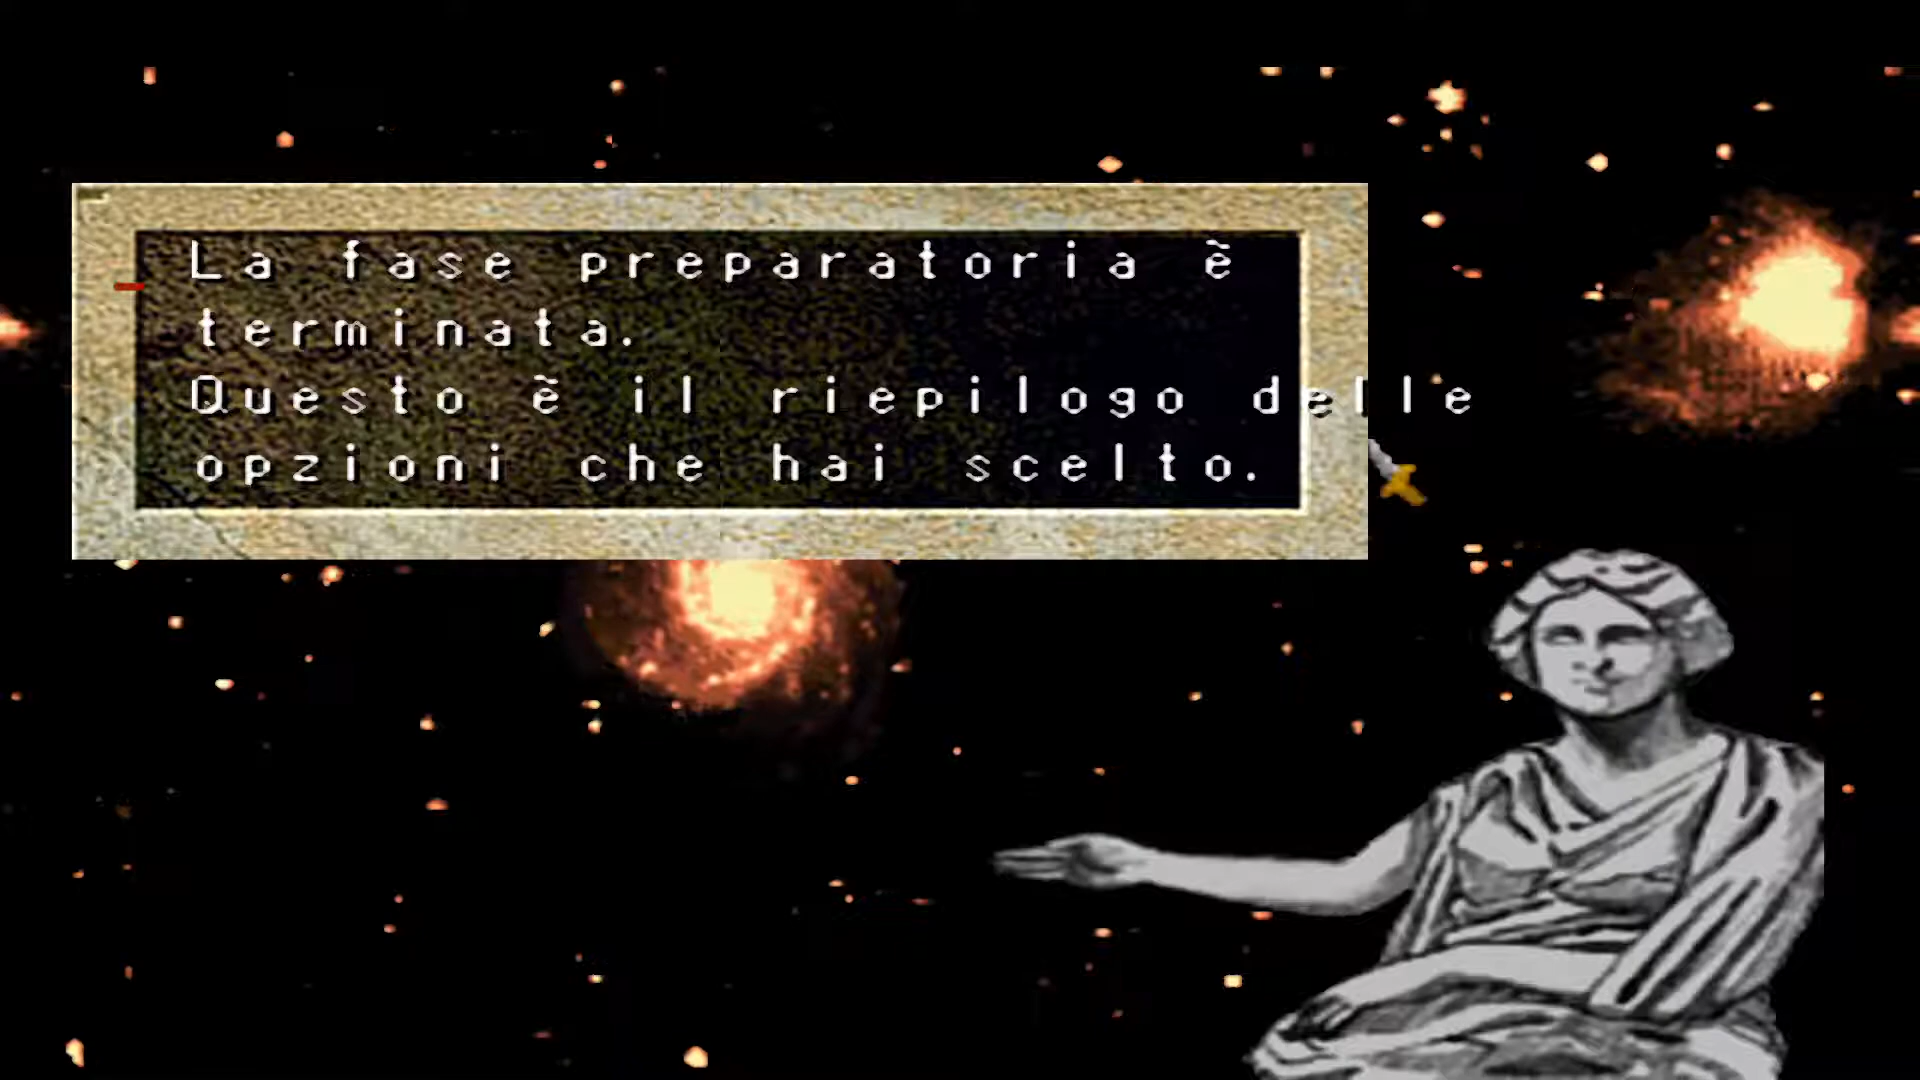 La fase preparatoria è
terminata.
Questo è il riepilogo delle
opzioni che hai scelto.